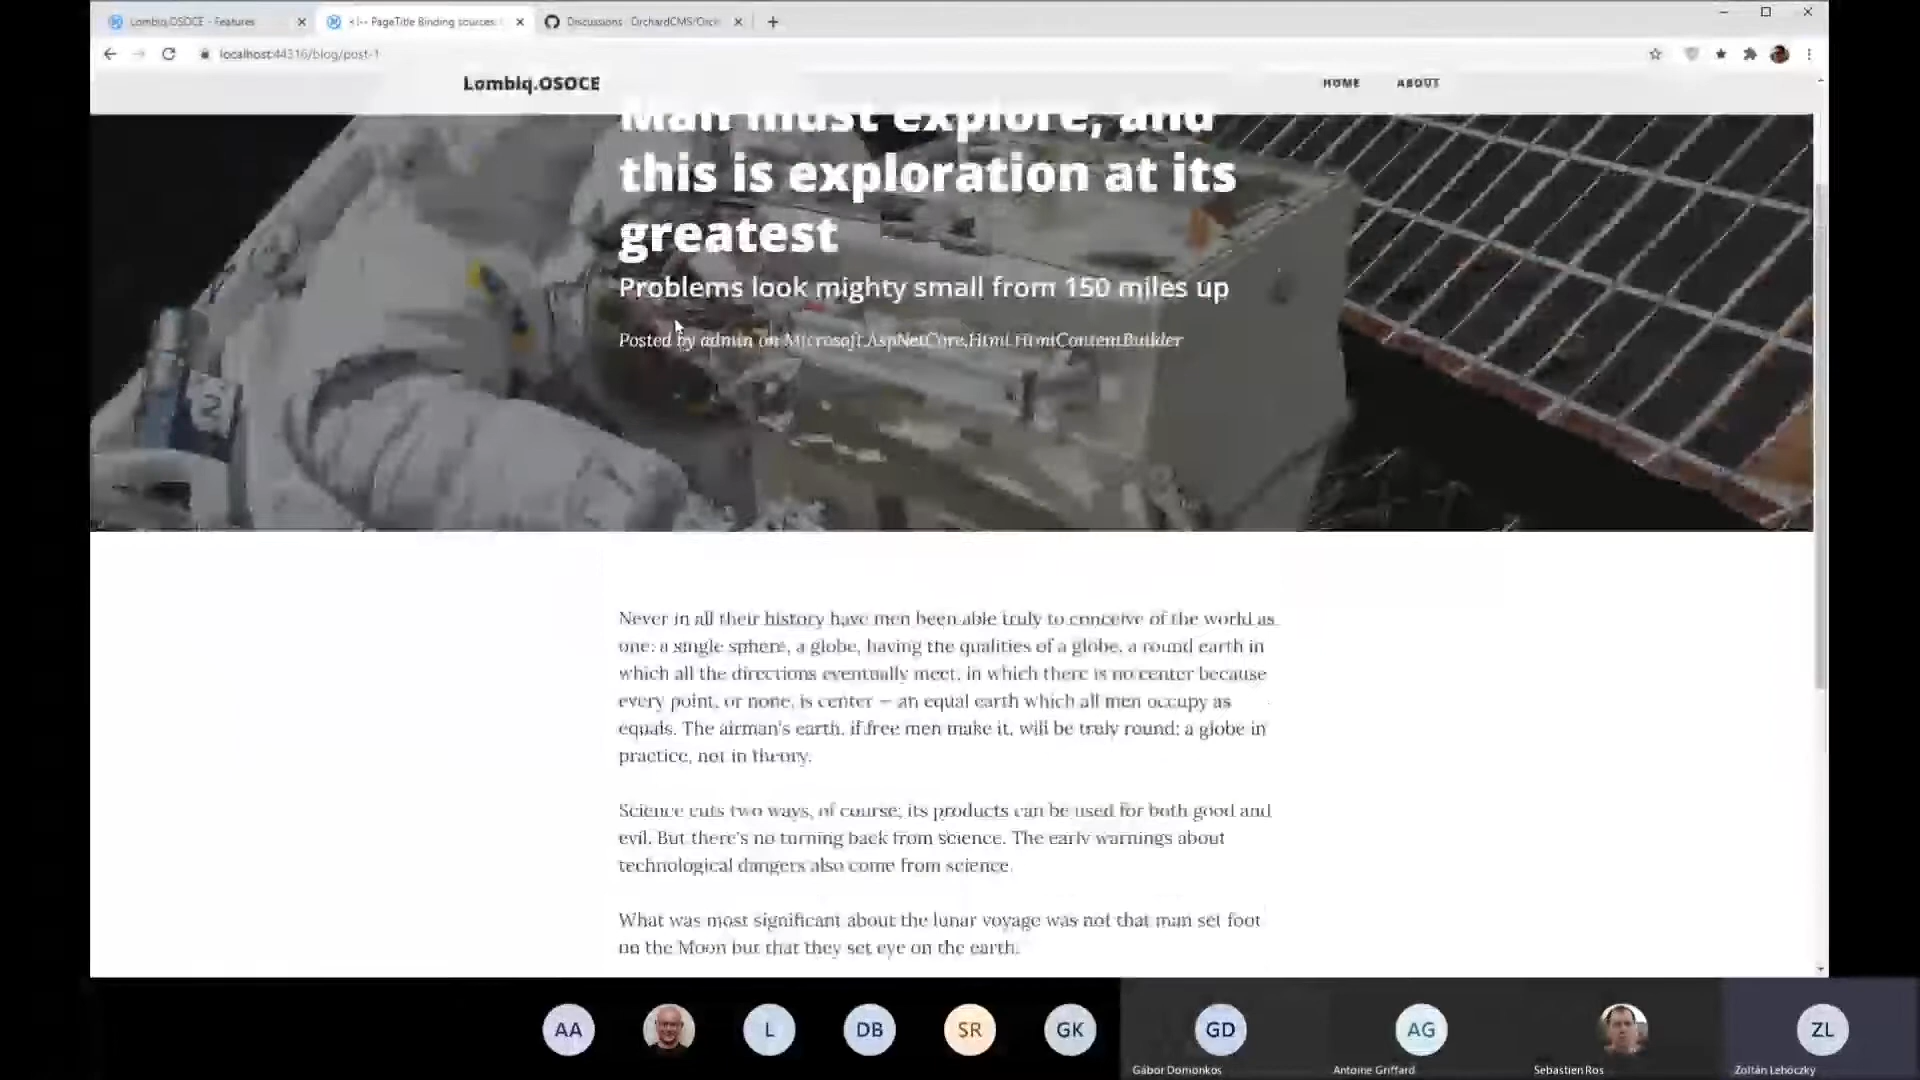 Lombiq.OSOCE - Features
<!-- PageTitle Binding sources:
Discussions · OrchardCMS/Orch
localhost:44316/blog/post-1
Lombiq.OSOCE
HOME
ABOUT
Man must explore, and
this is exploration at its
greatest
Problems look mighty small from 150 miles up
Posted by admin on Microsoft.AspNetCore.Html.HtmlContentBuilder
Never in all their history have men been able truly to conceive of the world as
one: a single sphere, a globe, having the qualities of a globe, a round earth in
which all the directions eventually meet, in which there is no center because
every point, or none, is center — an equal earth which all men occupy as
equals. The airman's earth, if free men make it, will be truly round: a globe in
practice, not in theory.
Science cuts two ways, of course; its products can be used for both good and
evil. But there's no turning back from science. The early warnings about
technological dangers also come from science.
What was most significant about the lunar voyage was not that man set foot
on the Moon but that they set eye on the earth.
AA
L
DB
SR
GK
GD
AG
ZL
Gábor Domonkos
Antoine Griffard
Sebastien Ros
Zoltán Lehóczky